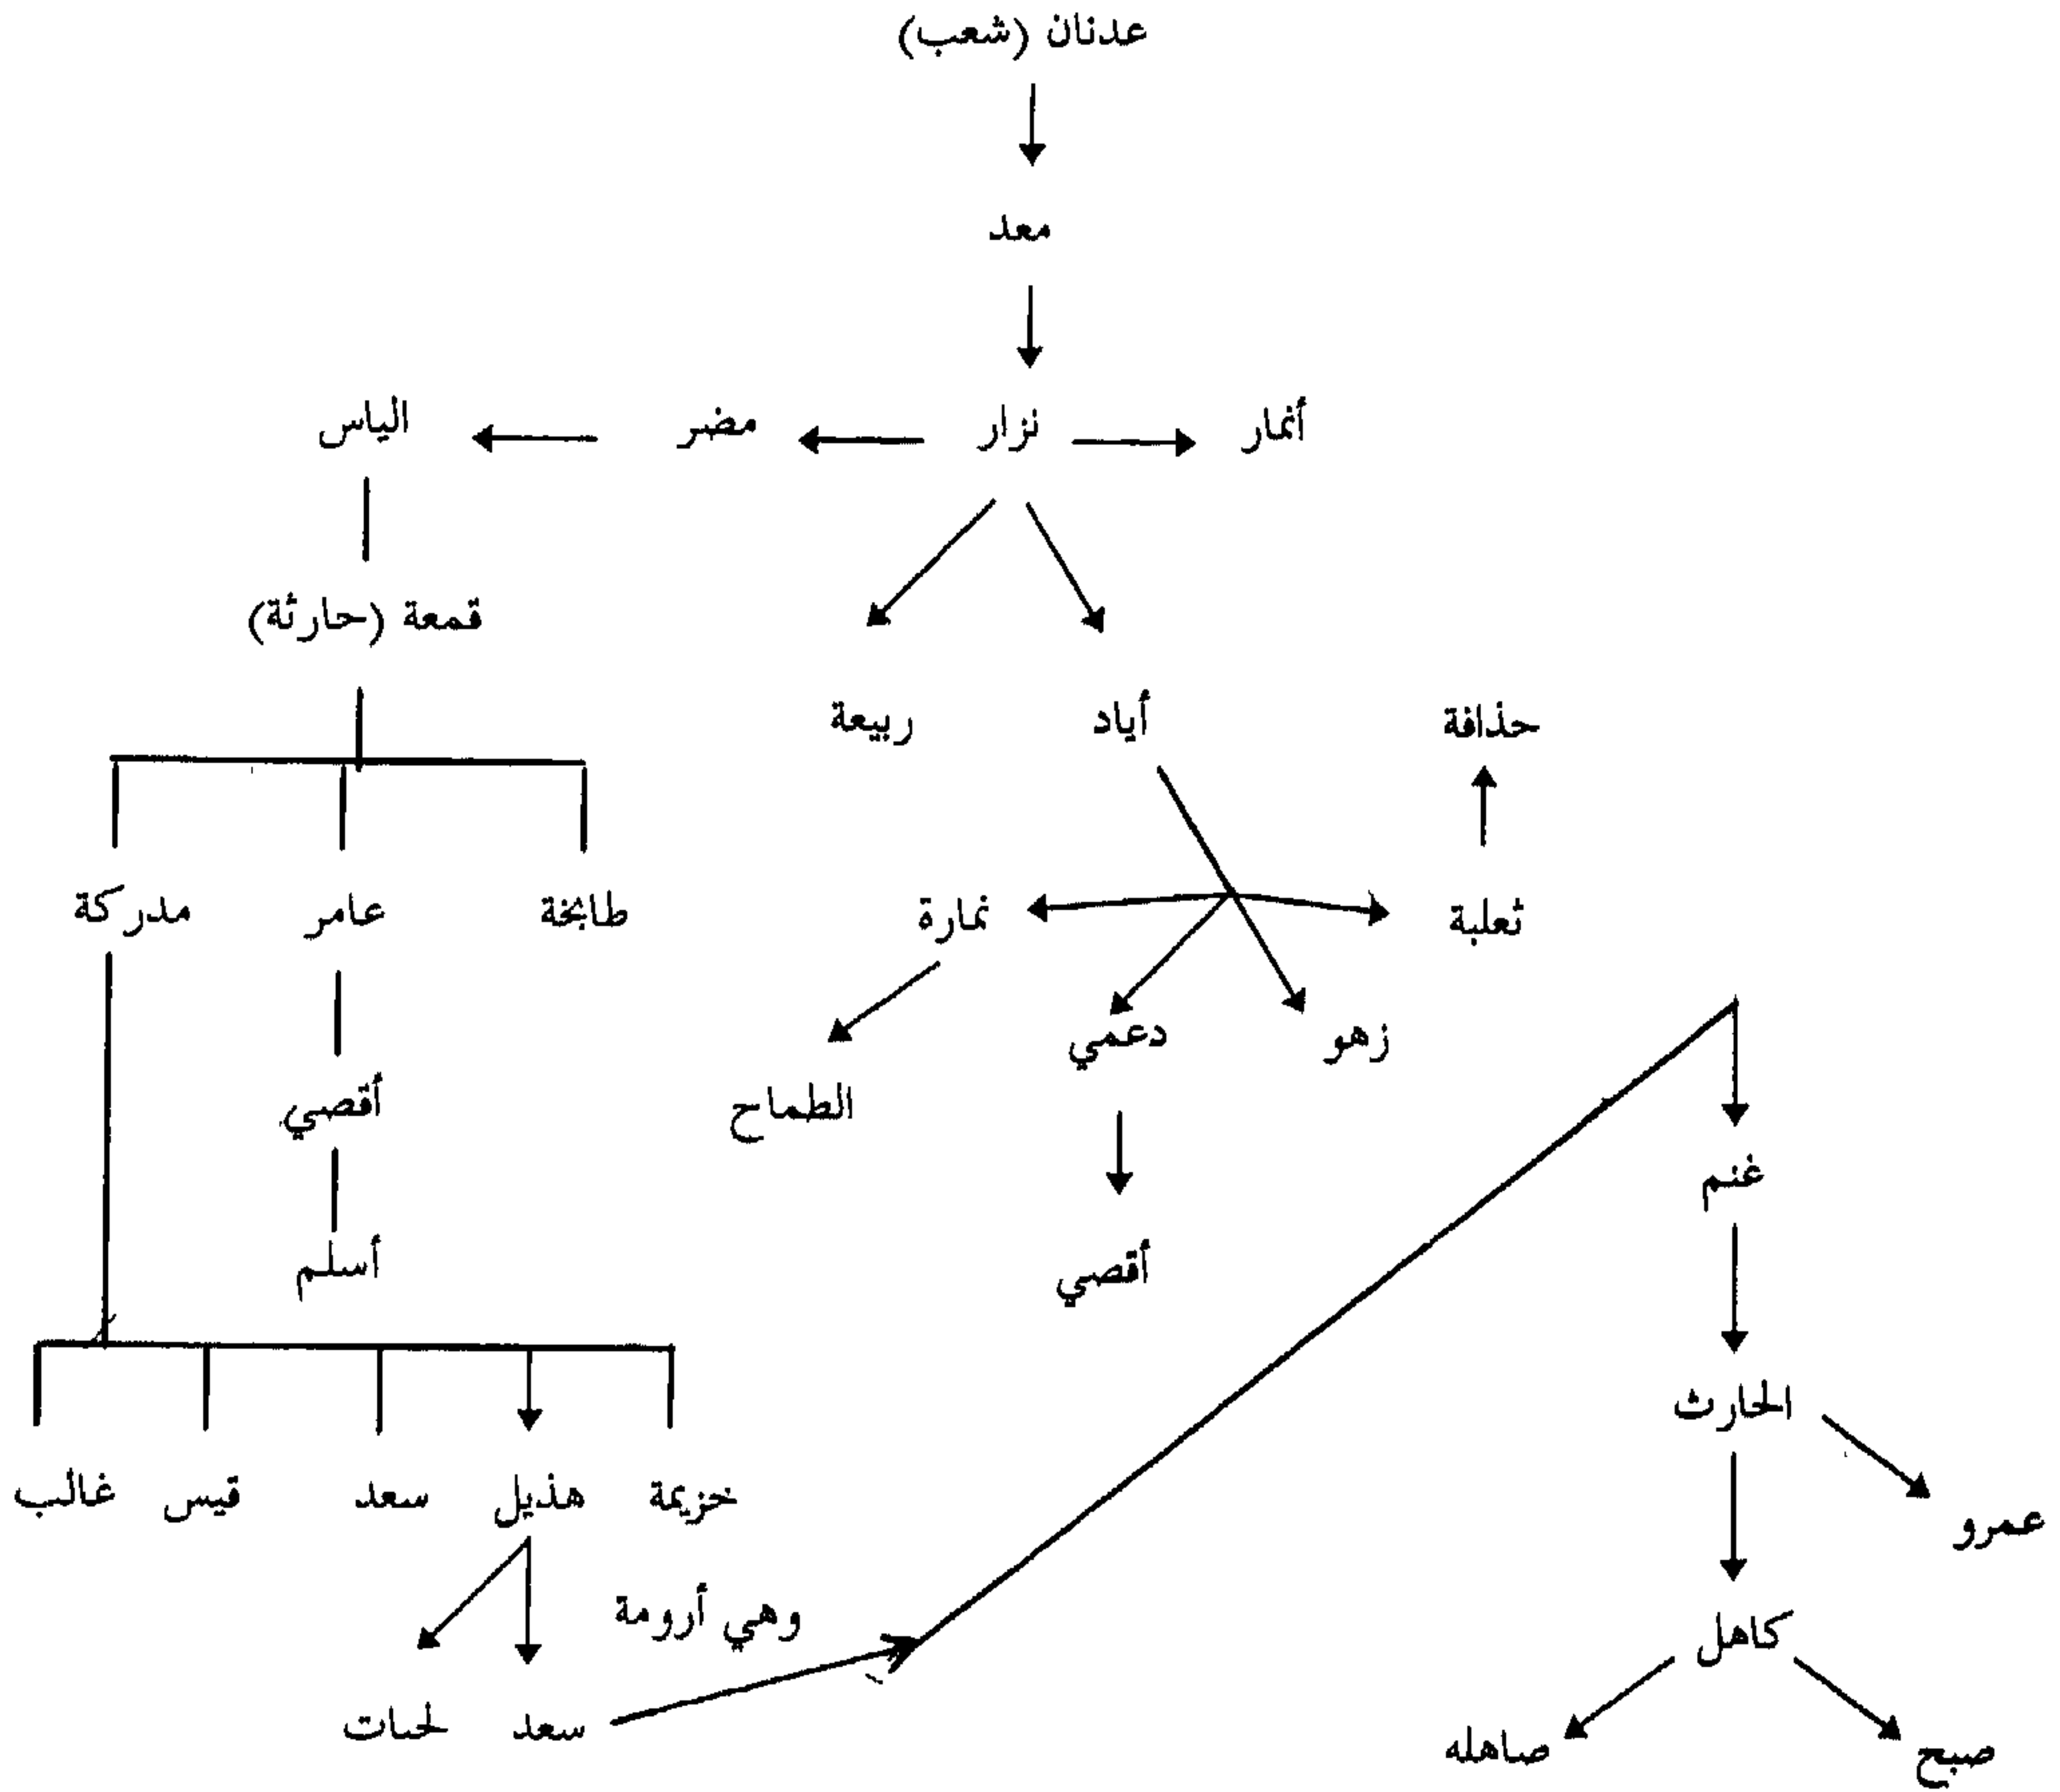 عدنان (شعب)
معد
أنمار
نزار
مضر
الياس
قمعة (حارثة)
حذافة
أياد
ربيعة
ثعلبة
نمارة
طابخة
عامر
مدركة
زهو
دعمي
الطماح
أقصي
غنم
أقصي
أسلم
الحارث
خزيمة
هذيل
سعد
قيس
غالب
عمرو
وهي أرومة
كاهل
سعد
صبح
صاهله